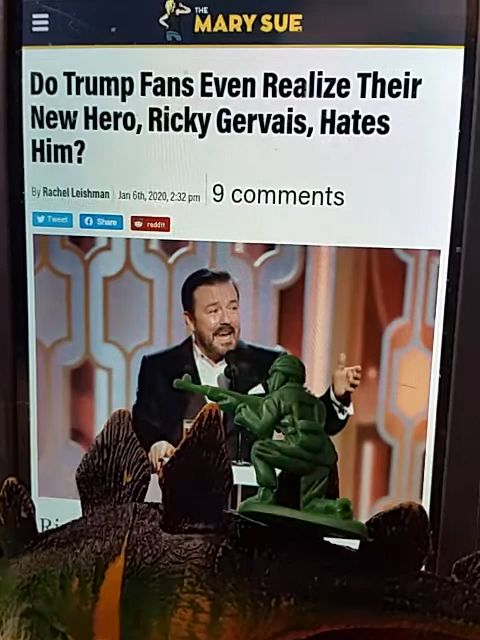 THE
MARY SUE
Do Trump Fans Even Realize Their
New Hero, Ricky Gervais, Hates
Him?
By Rachel Leishman Jan 6th, 2020, 2:32 pm 9 comments
Tweet Share reddit
Ri